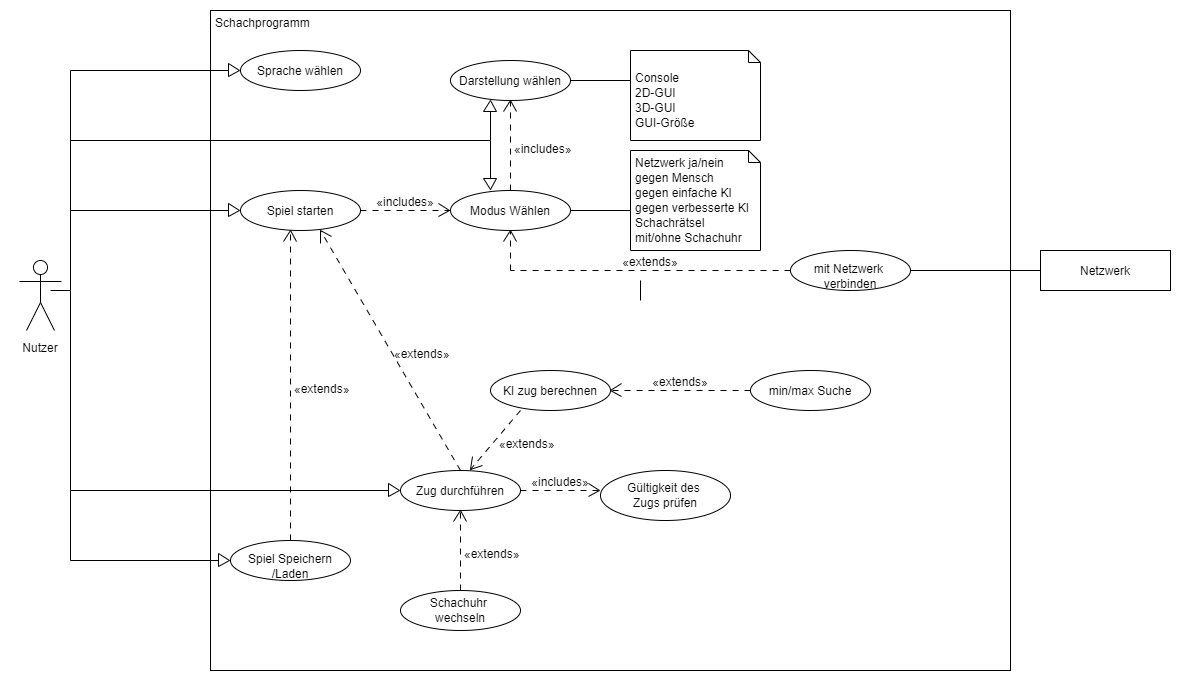 Schachprogramm
Sprache wählen
Darstellung wählen
Console
2D-GUI
3D-GUI
GUI-Größe
«includes»
Netzwerk ja/nein
gegen Mensch
gegen einfache KI
gegen verbesserte KI
Schachrätsel
mit/ohne Schachuhr
Spiel starten
«includes»
Modus Wählen
«extends»
mit Netzwerk
verbinden
Netzwerk
Nutzer
«extends»
«extends»
KI zug berechnen
«extends»
min/max Suche
«extends»
Zug durchführen
«includes»
Gültigkeit des
Zugs prüfen
«extends»
Spiel Speichern
/Laden
Schachuhr
wechseln